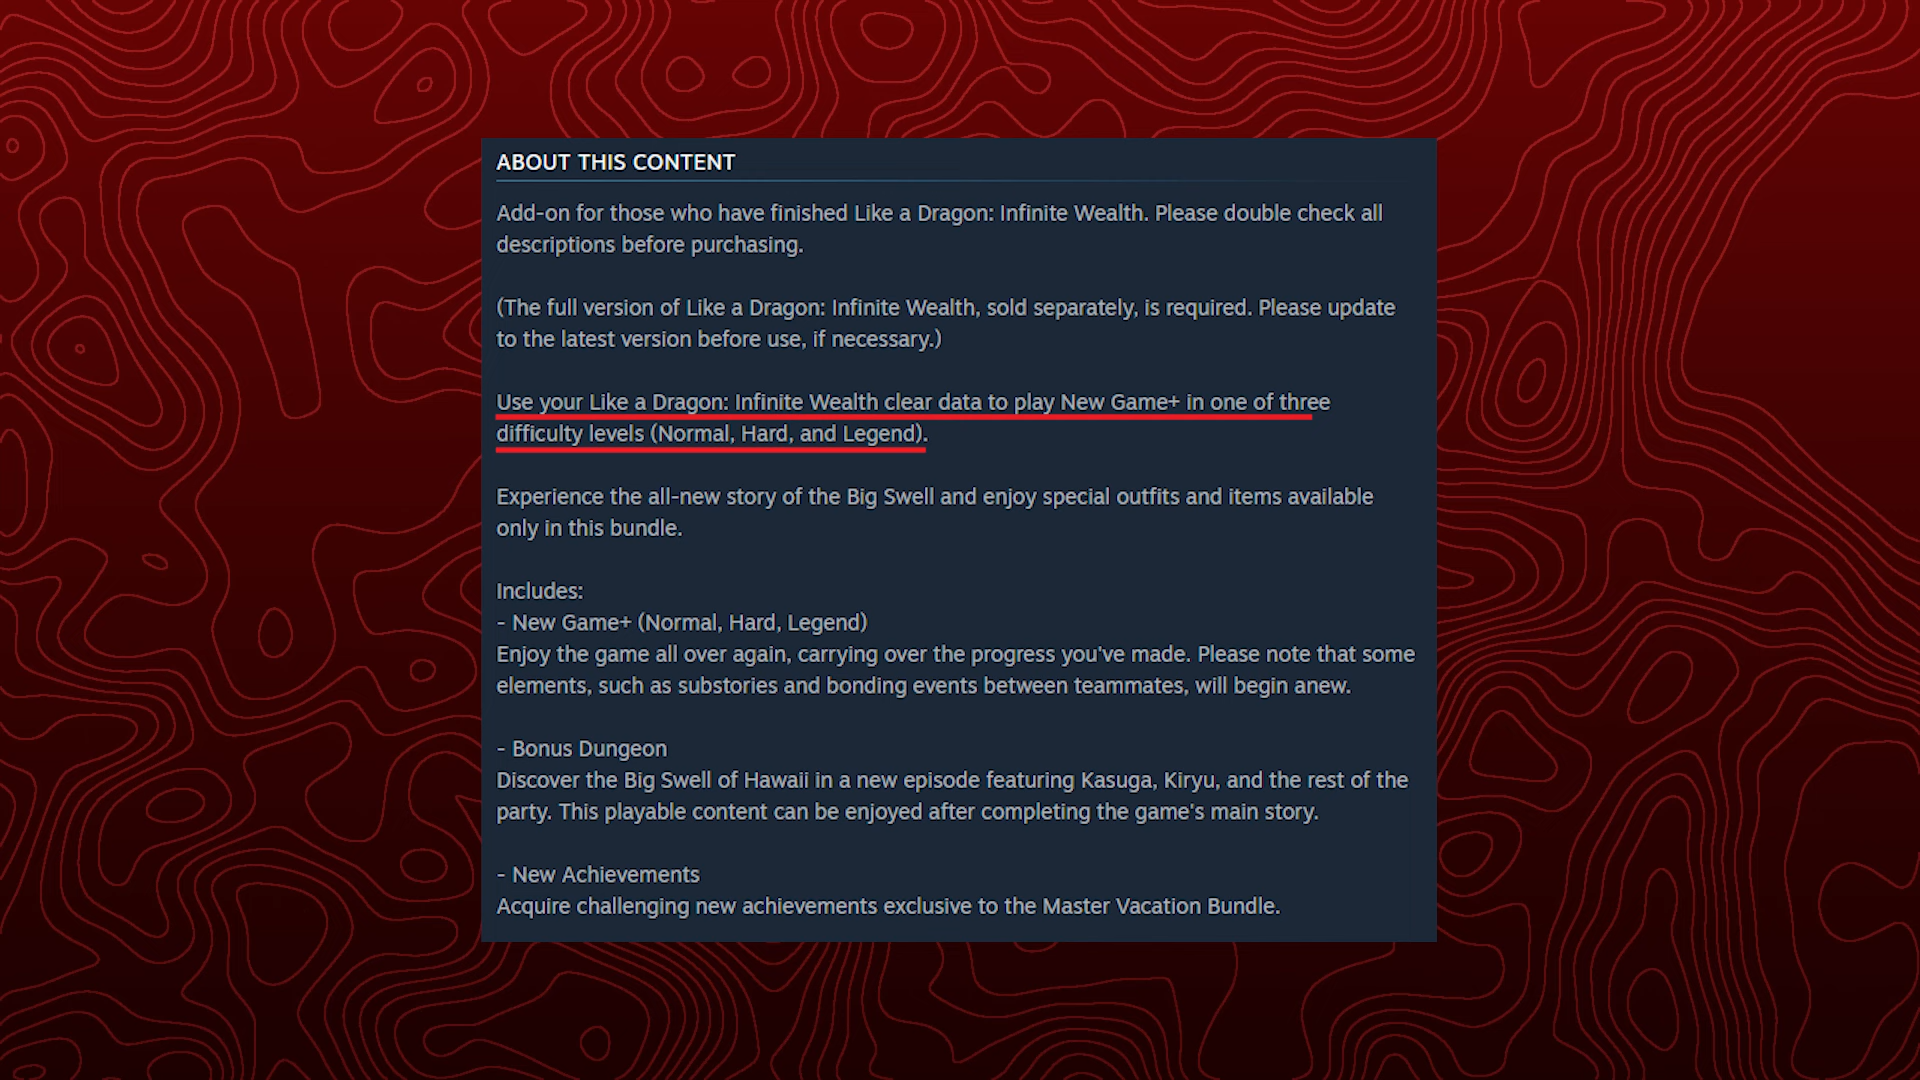 ABOUT THIS CONTENT
Add-on for those who have finished Like a Dragon: Infinite Wealth. Please double check all
descriptions before purchasing.
(The full version of Like a Dragon: Infinite Wealth, sold separately, is required. Please update
to the latest version before use, if necessary.)
Use your Like a Dragon: Infinite Wealth clear data to play New Game+ in one of three
difficulty levels (Normal, Hard, and Legend).
Experience the all-new story of the Big Swell and enjoy special outfits and items available
only in this bundle.
Includes:
- New Game+ (Normal, Hard, Legend)
Enjoy the game all over again, carrying over the progress you've made. Please note that some
elements, such as substories and bonding events between teammates, will begin anew.
- Bonus Dungeon
Discover the Big Swell of Hawaii in a new episode featuring Kasuga, Kiryu, and the rest of the
party. This playable content can be enjoyed after completing the game's main story.
- New Achievements
Acquire challenging new achievements exclusive to the Master Vacation Bundle.